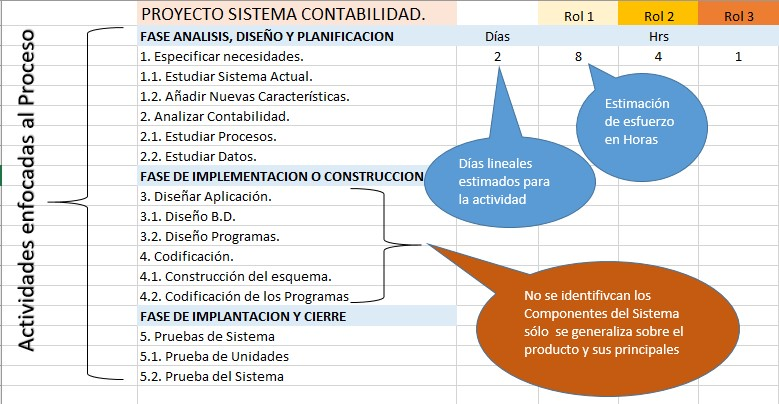 PROYECTO SISTEMA CONTABILIDAD. Rol 1 Rol 2 Rol 3
FASE ANALISIS, DISEÑO Y PLANIFICACION Días Hrs
1. Especificar necesidades. 2 8 4 1
1.1. Estudiar Sistema Actual.
1.2. Añadir Nuevas Características.
2. Analizar Contabilidad.
2.1. Estudiar Procesos.
2.2. Estudiar Datos.
FASE DE IMPLEMENTACION O CONSTRUCCION
3. Diseñar Aplicación.
3.1. Diseño B.D.
3.2. Diseño Programas.
4. Codificación.
4.1. Construcción del esquema.
4.2. Codificación de los Programas
FASE DE IMPLANTACION Y CIERRE
5. Pruebas de Sistema
5.1. Prueba de Unidades
5.2. Prueba del Sistema
Actividades enfocadas al Proceso
Estimación
de esfuerzo
en Horas
Días lineales
estimados para
la actividad
No se identifivcan los
Componentes del Sistema
sólo se generaliza sobre el
producto y sus principales